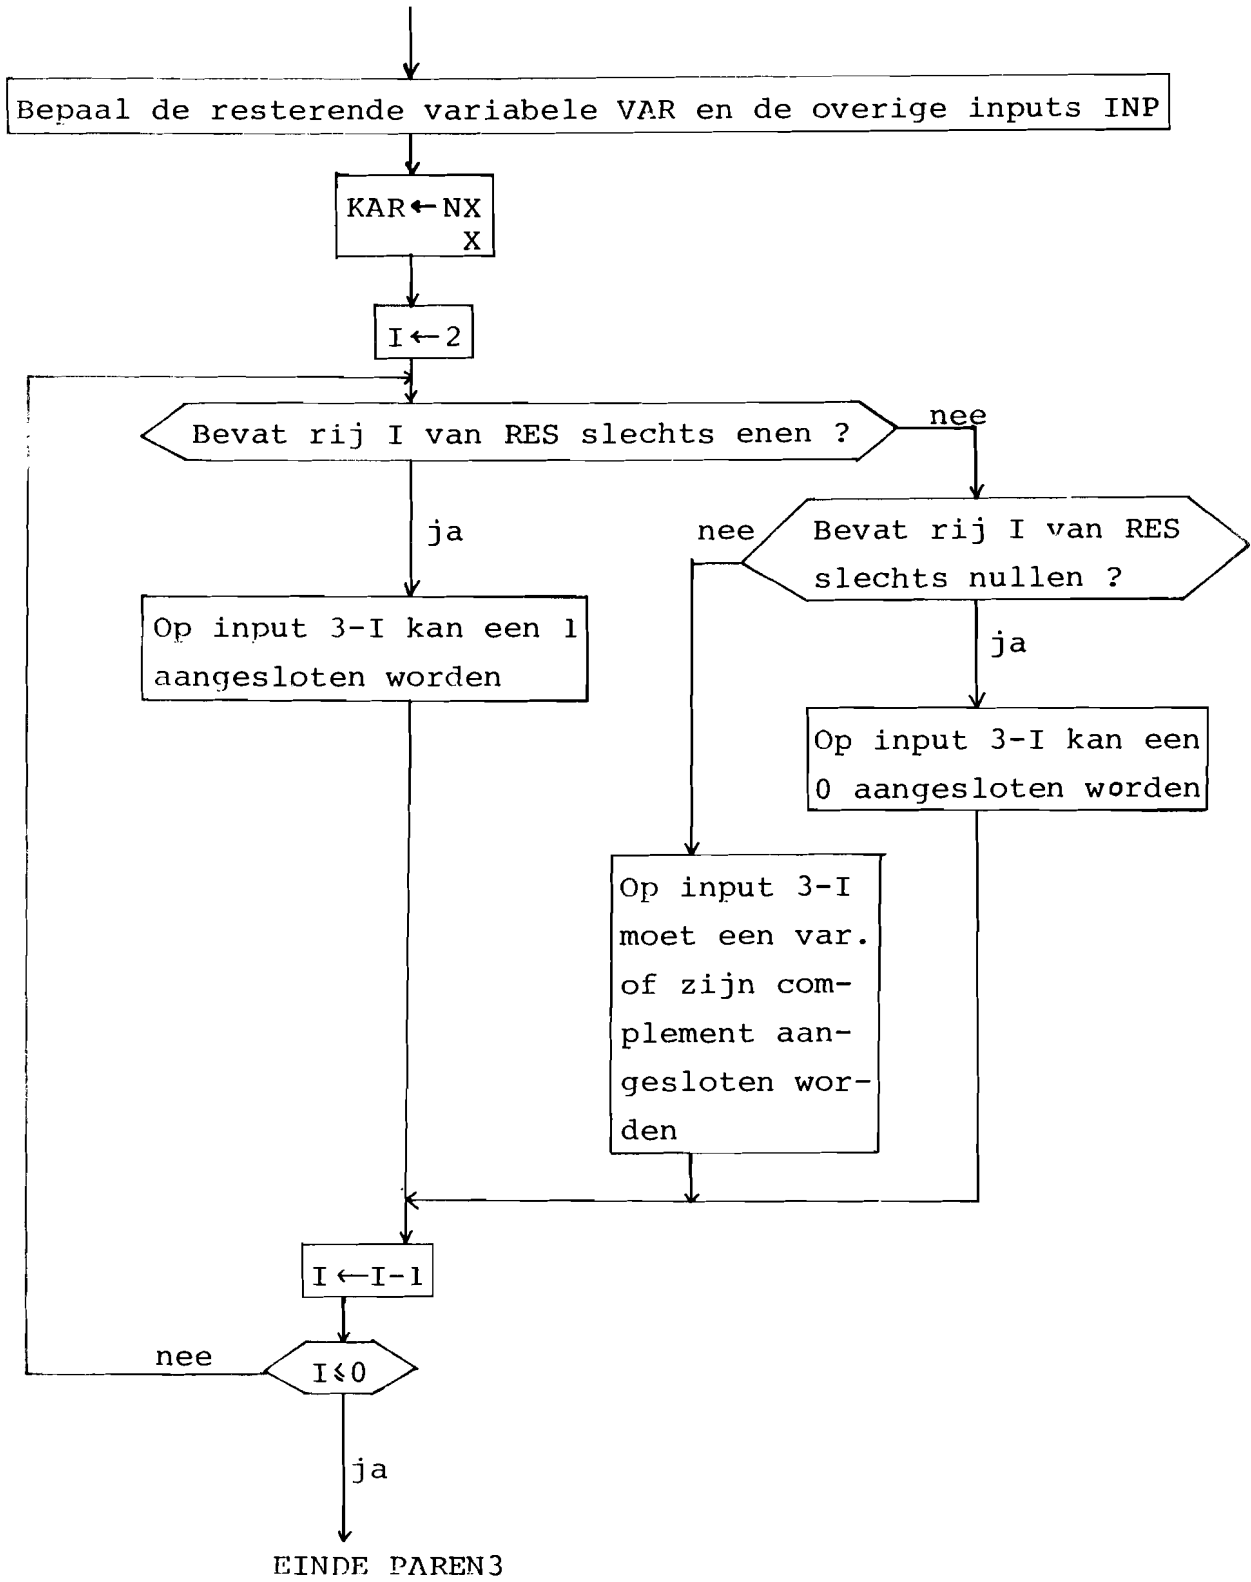 Bepaal de resterende variabele VAR en de overige inputs INP
KAR←NX
X
I←2
Bevat rij I van RES slechts enen ?
nee
ja
nee
Bevat rij I van RES
slechts nullen ?
Op input 3-I kan een 1
aangesloten worden
ja
Op input 3-I kan een
0 aangesloten worden
Op input 3-I
moet een var.
of zijn com-
plement aan-
gesloten wor-
den
I←I-1
nee
I≤0
ja
EINDE PAREN3